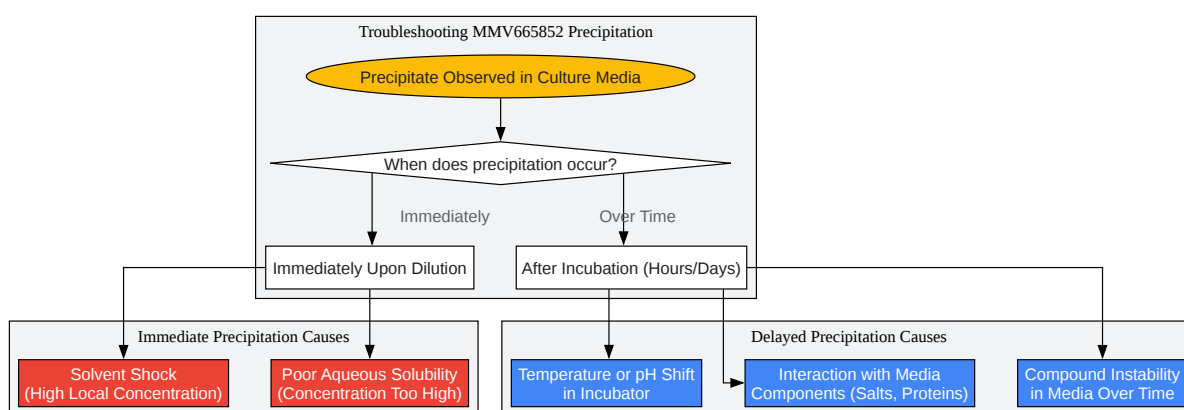 Troubleshooting MMV665852 Precipitation
Precipitate Observed in Culture Media
When does precipitation occur?
Immediately
Over Time
Immediately Upon Dilution
After Incubation (Hours/Days)
Immediate Precipitation Causes
Delayed Precipitation Causes
Solvent Shock
(High Local Concentration)
Poor Aqueous Solubility
(Concentration Too High)
Temperature or pH Shift
in Incubator
Interaction with Media
Components (Salts, Proteins)
Compound Instability
in Media Over Time